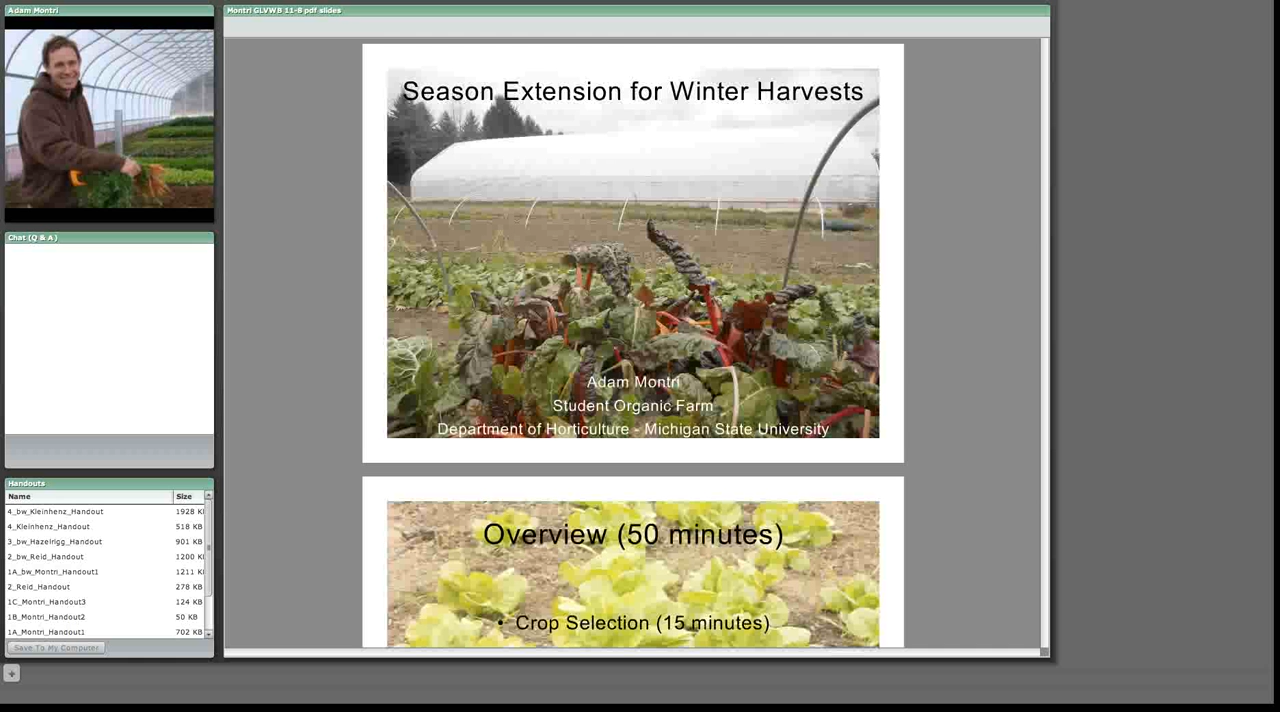 Adam Montri
Montri GLVWB 11-8 pdf slides
Season Extension for Winter Harvests
Adam Montri
Student Organic Farm
Department of Horticulture - Michigan State University
Overview (50 minutes)
• Crop Selection (15 minutes)
Chat (Q & A)
Handouts
Name Size
4_bw_Kleinhenz_Handout 1928 K
4_Kleinhenz_Handout 518 KB
3_bw_Hazelrigg_Handout 901 KB
2_bw_Reid_Handout 1200 K
1A_bw_Montri_Handout1 1211 K
2_Reid_Handout 278 KB
1C_Montri_Handout3 124 KB
1B_Montri_Handout2 50 KB
1A_Montri_Handout1 702 KB
Save To My Computer